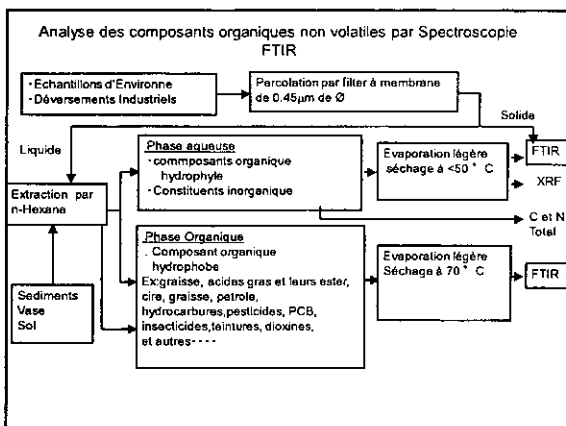 Analyse des composants organiques non volatiles par Spectroscopie
FTIR
·Echantillons d'Environne
·Déversements Industriels
Percolation par filter à membrane
de 0.45µm de Ø
Solide
Liquide
Phase aqueuse
·commposants organique
hydrophyle
·Constituents inorganique
Evaporation légère
séchage à <50°C
FTIR
XRF
Extraction par
n-Hexane
C et N
Total
Phase Organique
. Composant organique
hydrophobe
Ex:graisse, acides gras et leurs ester,
cire, graisse, petrole,
hydrocarbures,pesticides, PCB,
insecticides,teintures, dioxines,
et autres----
Evaporation légère
Séchage à 70°C
FTIR
Sediments
Vase
Sol